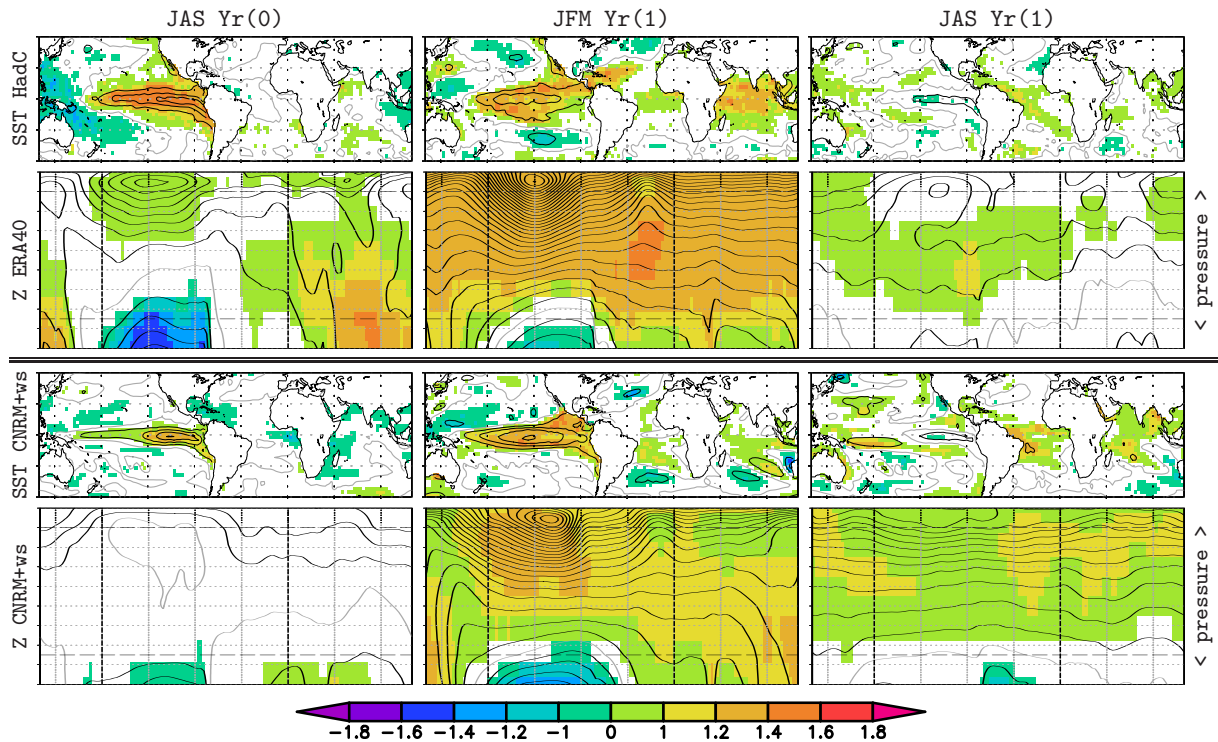 JAS Yr(0) JFM Yr(1) JAS Yr(1)
SST HadC
Z ERA40
< pressure >
SST CNRM+ws
Z CNRM+ws
< pressure >
-1.8 -1.6 -1.4 -1.2 -1 0 1 1.2 1.4 1.6 1.8